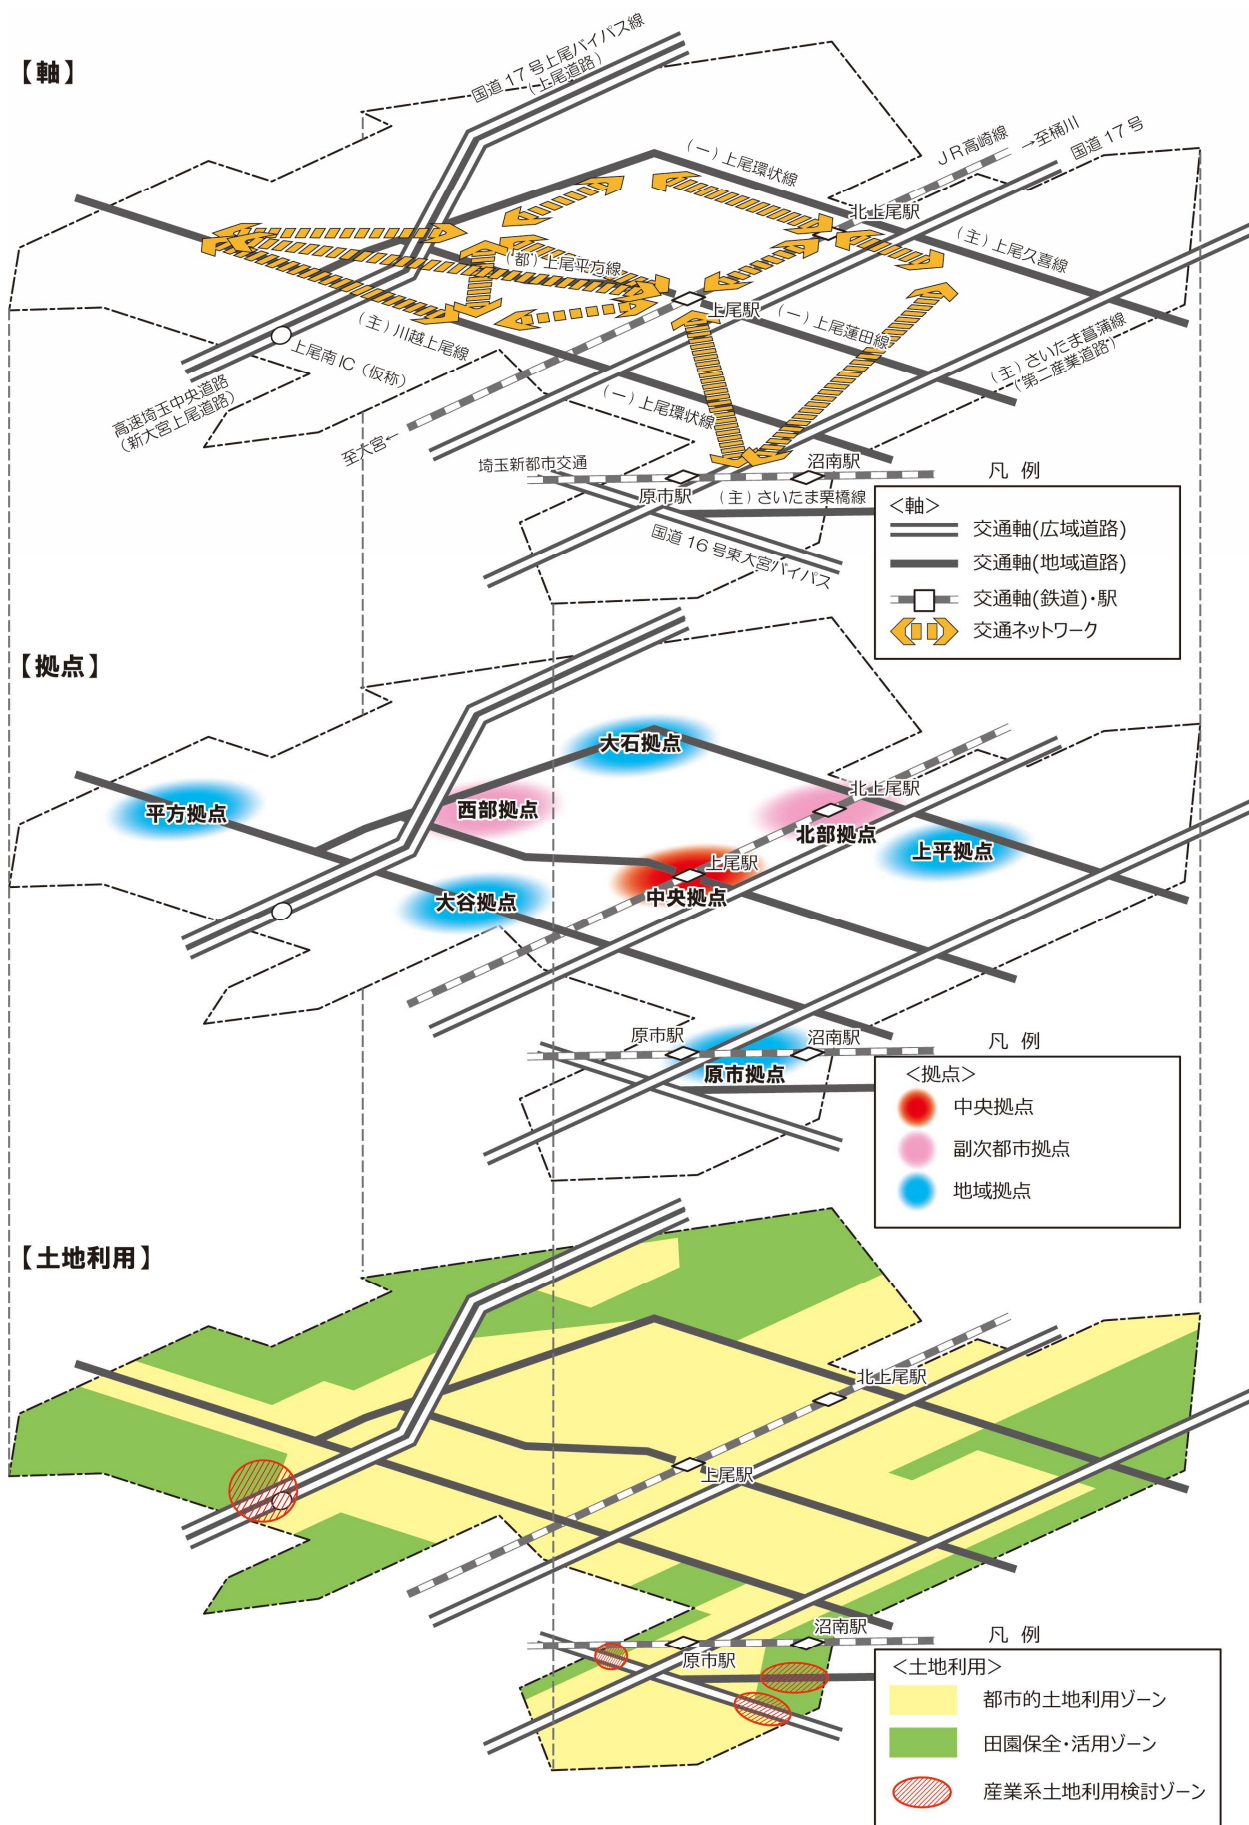 【軸】
国道17号上尾バイパス線
(上尾道路)
(一)上尾環状線
JR高崎線
→至桶川
国道17号
北上尾駅
(主)上尾久喜線
(都)上尾平方線
上尾駅
(一)上尾蓮田線
(主)川越上尾線
上尾南IC(仮称)
(主)さいたま菖蒲線
(第二産業道路)
高速埼玉中央道路
(新大宮上尾道路)
至大宮←
(一)上尾環状線
埼玉新都市交通
沼南駅
原市駅
(主)さいたま栗橋線
国道16号東大宮バイパス
凡 例
<軸>
交通軸(広域道路)
交通軸(地域道路)
交通軸(鉄道)・駅
交通ネットワーク
【拠点】
大石拠点
平方拠点
西部拠点
北上尾駅
北部拠点
上平拠点
上尾駅
中央拠点
大谷拠点
原市駅
沼南駅
原市拠点
凡 例
<拠点>
中央拠点
副次都市拠点
地域拠点
【土地利用】
北上尾駅
上尾駅
沼南駅
原市駅
凡 例
<土地利用>
都市的土地利用ゾーン
田園保全・活用ゾーン
産業系土地利用検討ゾーン